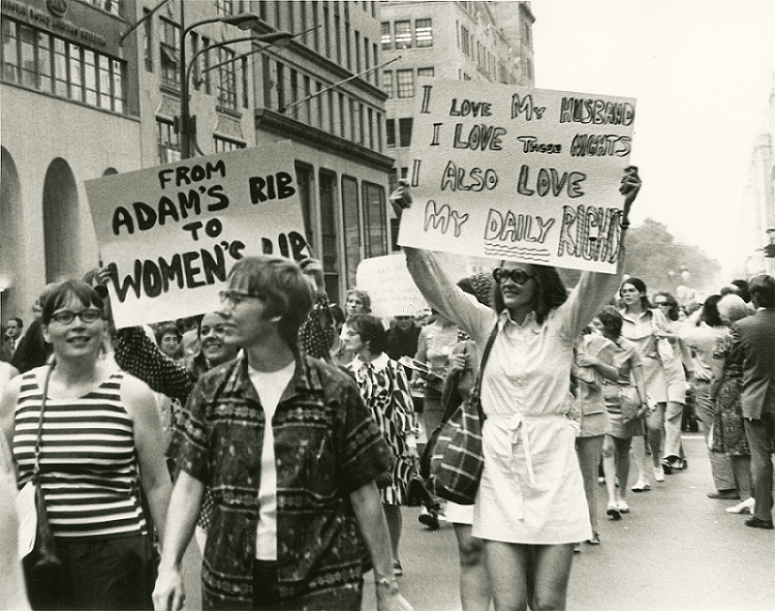 FROM
ADAM'S RIB
TO
WOMEN'S LIB
I LOVE MY HUSBAND
I LOVE THOSE NIGHTS
I ALSO LOVE
MY DAILY RIGHTS